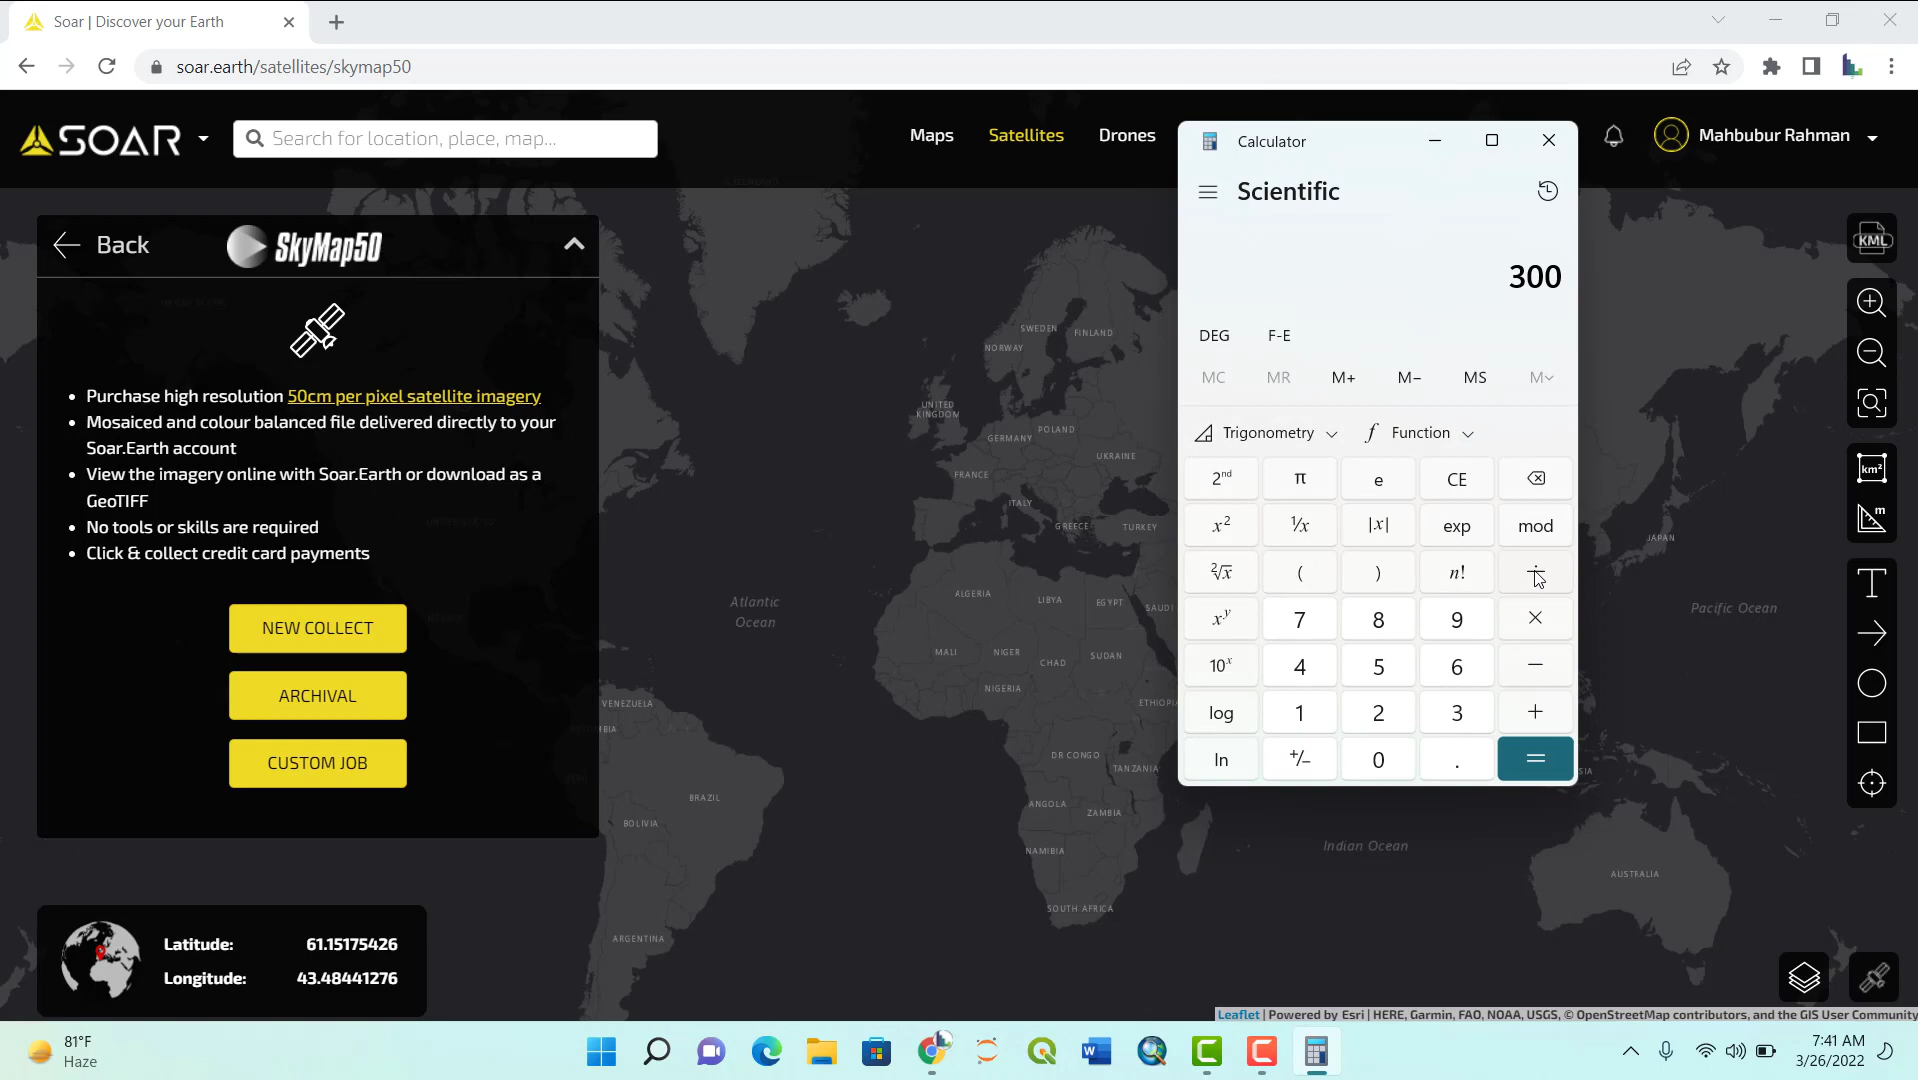 Soar | Discover your Earth
soar.earth/satellites/skymap50
SOAR
Search for location, place, map...
Maps
Satellites
Drones
Mahbubur Rahman
Back
SkyMap50
Purchase high resolution 50cm per pixel satellite imagery
Mosaiced and colour balanced file delivered directly to your
Soar.Earth account
View the imagery online with Soar.Earth or download as a
GeoTIFF
No tools or skills are required
Click & collect credit card payments
NEW COLLECT
ARCHIVAL
CUSTOM JOB
Latitude: 61.15175426
Longitude: 43.48441276
Calculator
Scientific
300
DEG F-E
MC MR M+ M− MS M
Trigonometry Function
2nd π e CE
x² ¹/x |x| exp mod
²√x ( ) n! ÷
xʸ 7 8 9 ×
10ˣ 4 5 6 −
log 1 2 3 +
ln +/− 0 . =
KML
km²
m
T
SWEDEN
FINLAND
NORWAY
UNITED
KINGDOM
POLAND
GERMANY
UKRAINE
FRANCE
ITALY
GREECE
TURKEY
JAPAN
Atlantic
Ocean
ALGERIA
LIBYA
EGYPT
SAUDI
Pacific Ocean
MALI
NIGER
CHAD
SUDAN
NIGERIA
ETHIOPI
VENEZUELA
DR CONGO
TANZANIA
BRAZIL
ANGOLA
ZAMBIA
BOLIVIA
NAMIBIA
Indian Ocean
AUSTRALIA
SOUTH AFRICA
ARGENTINA
Leaflet | Powered by Esri | HERE, Garmin, FAO, NOAA, USGS, © OpenStreetMap contributors, and the GIS User Community
81°F
Haze
7:41 AM
3/26/2022